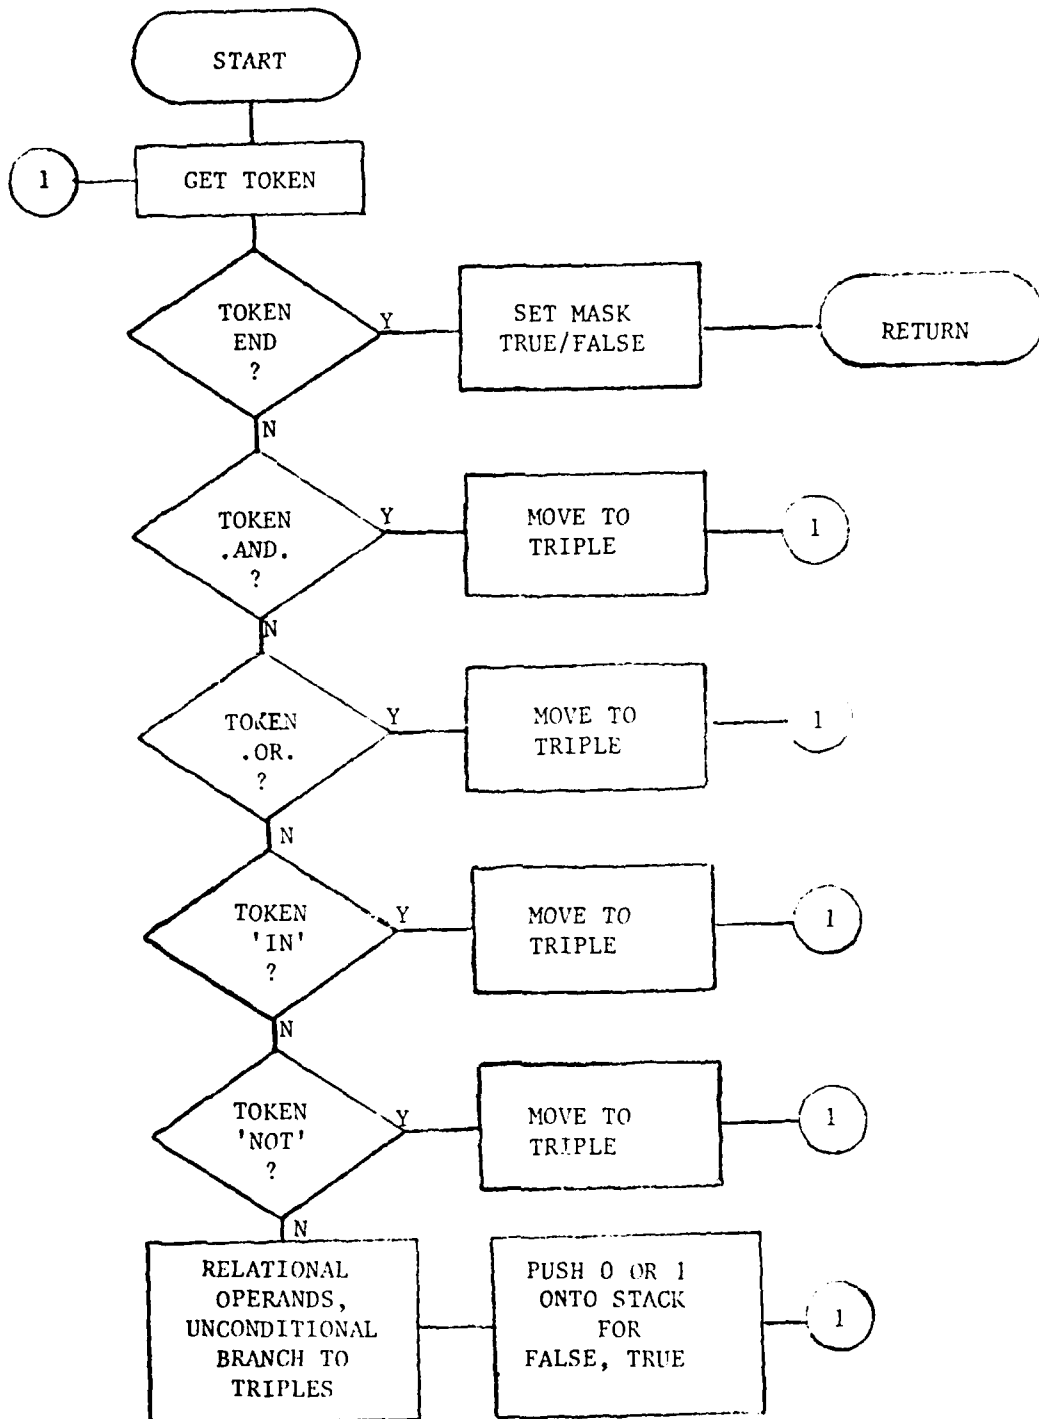 START
1
GET TOKEN
TOKEN
END
?
Y
SET MASK
TRUE/FALSE
RETURN
N
TOKEN
.AND.
?
Y
MOVE TO
TRIPLE
1
N
TOKEN
.OR.
?
Y
MOVE TO
TRIPLE
1
N
TOKEN
'IN'
?
Y
MOVE TO
TRIPLE
1
N
TOKEN
'NOT'
?
Y
MOVE TO
TRIPLE
1
N
RELATIONAL
OPERANDS,
UNCONDITIONAL
BRANCH TO
TRIPLES
PUSH 0 OR 1
ONTO STACK
FOR
FALSE, TRUE
1